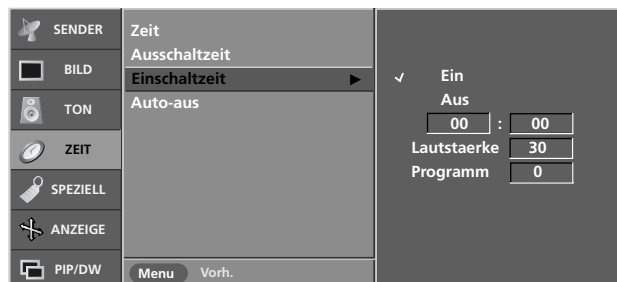 SENDER
BILD
TON
ZEIT
SPEZIELL
ANZEIGE
PIP/DW
Zeit
Ausschaltzeit
Einschaltzeit
Auto-aus
Menu Vorh.
Ein
Aus
00 : 00
Lautstaerke 30
Programm 0